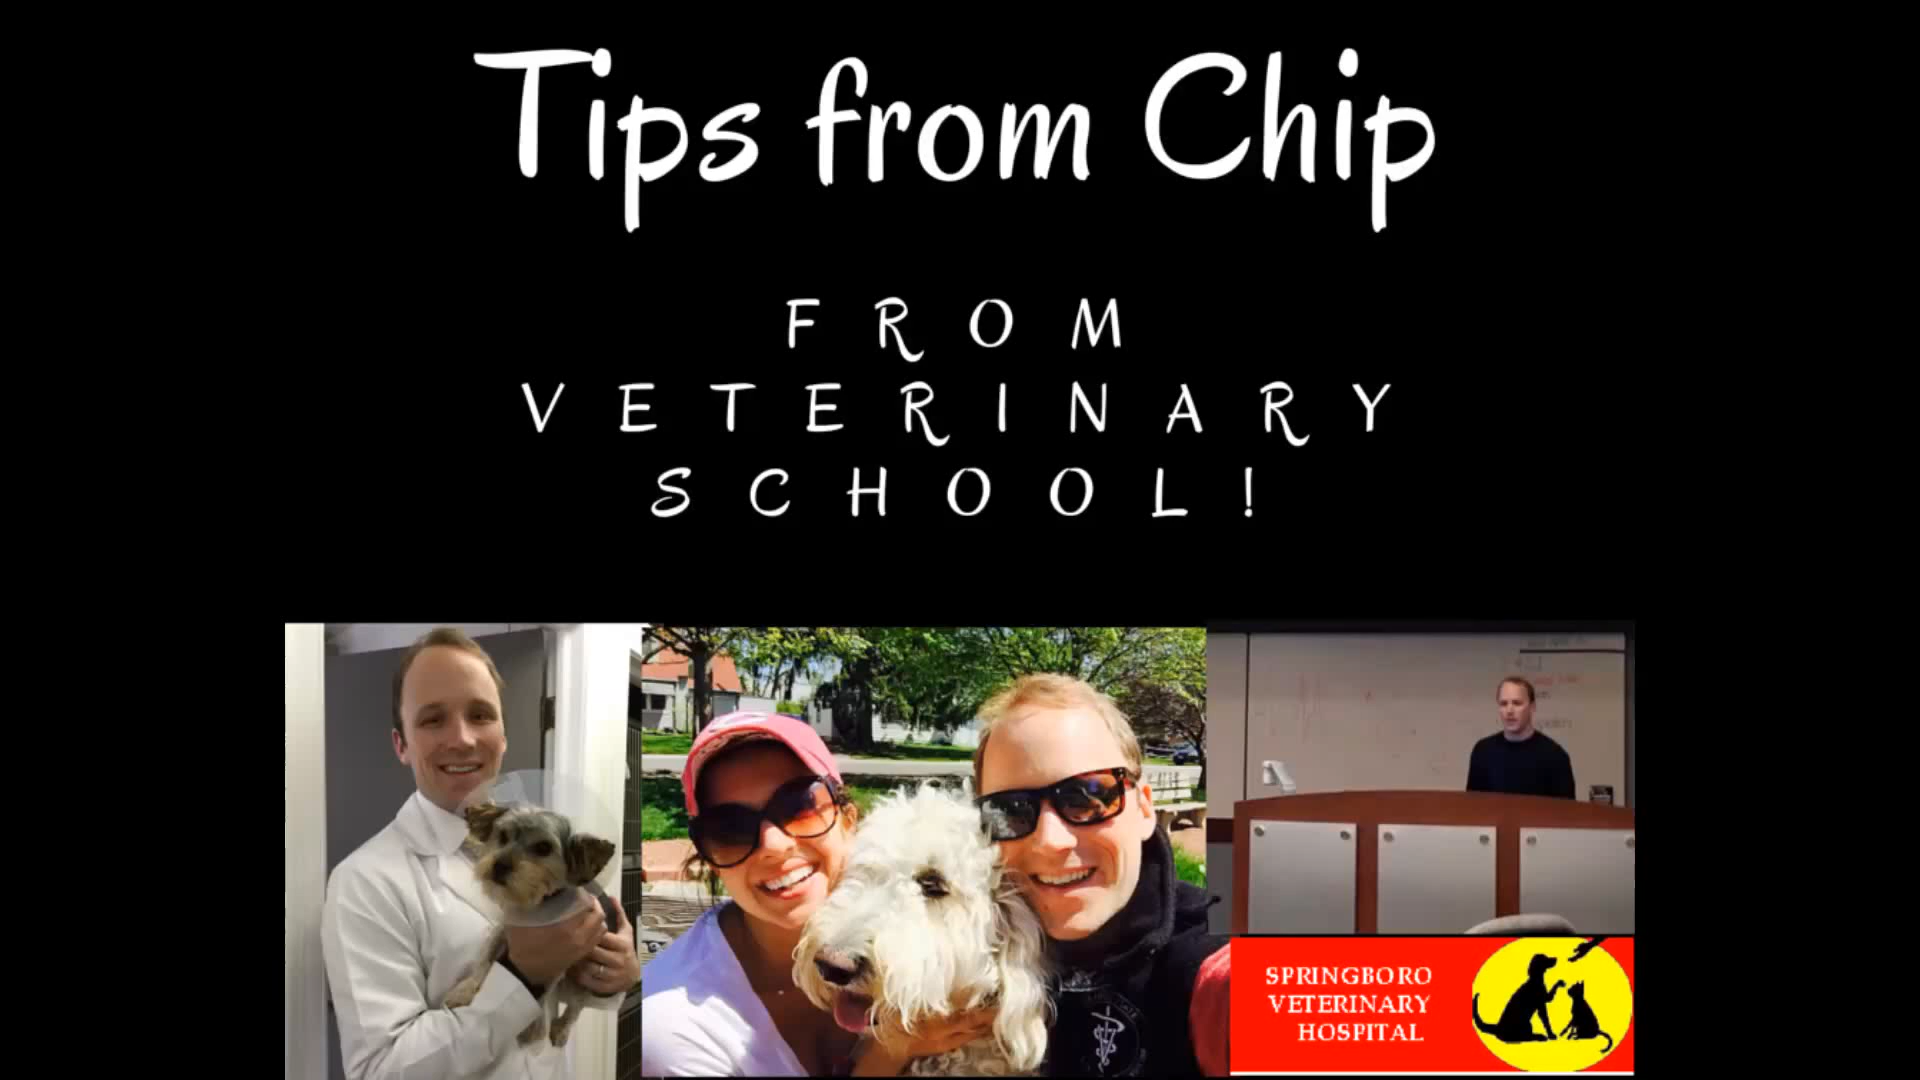 Tips from Chip
FROM
VETERINARY
SCHOOL!
SPRINGBORO
VETERINARY
HOSPITAL